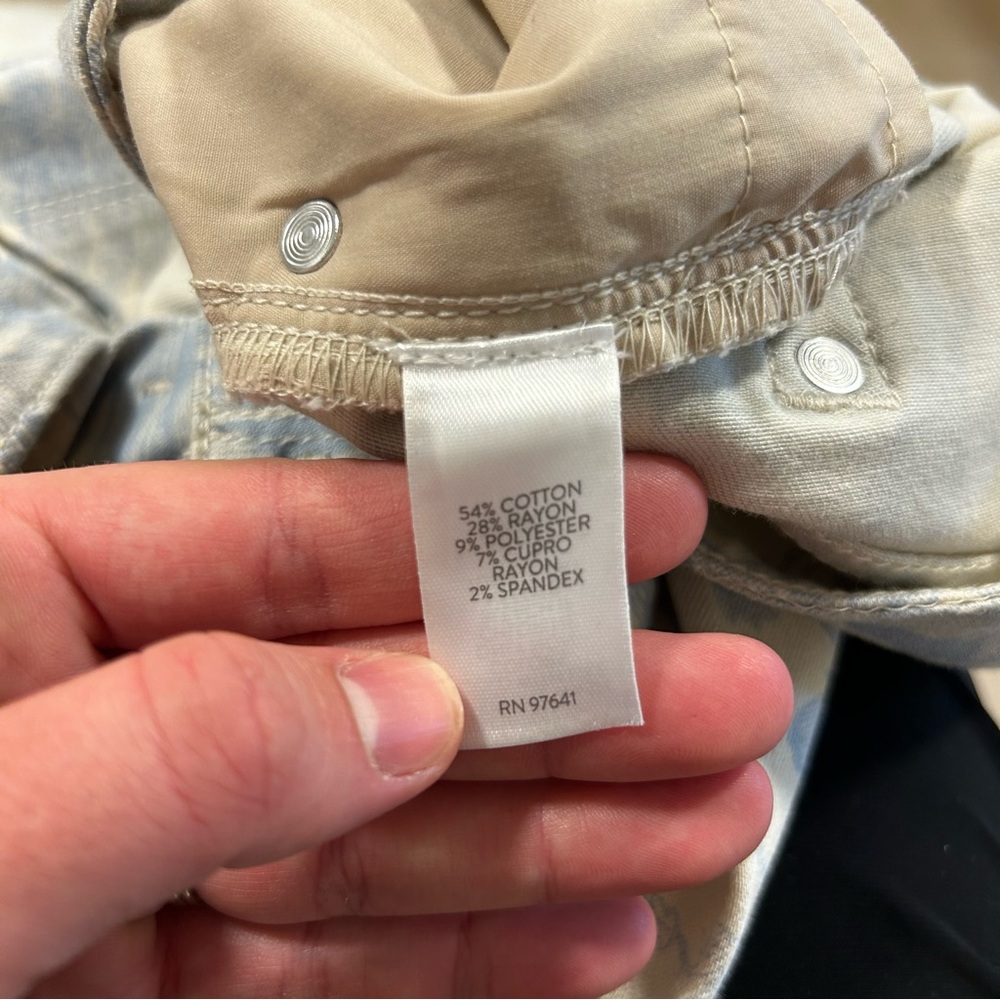 54% COTTON
28% RAYON
9% POLYESTER
7% CUPRO
RAYON
2% SPANDEX
RN 97641